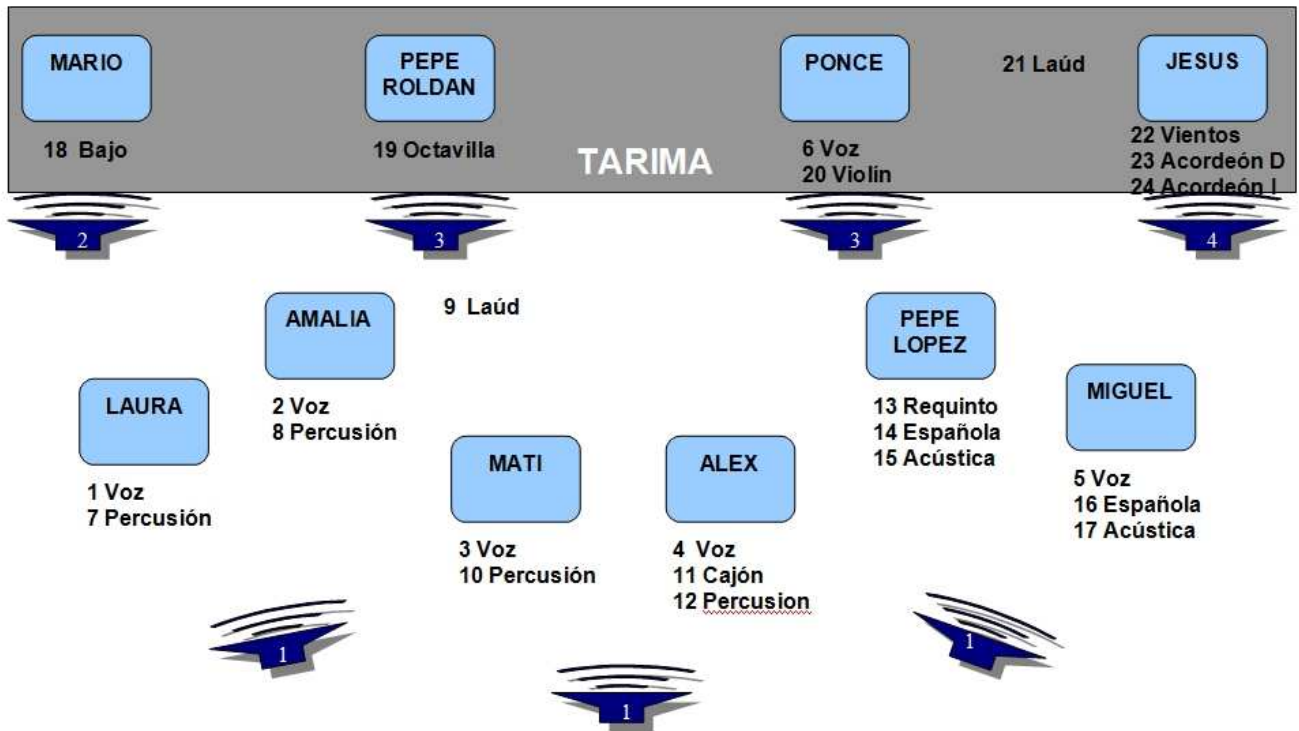 MARIO
18 Bajo
PEPE
ROLDAN
19 Octavilla
TARIMA
PONCE
6 Voz
20 Violín
21 Laúd
JESUS
22 Vientos
23 Acordeón D
24 Acordeón I
2
3
3
4
AMALIA
2 Voz
8 Percusión
9 Laúd
PEPE
LOPEZ
13 Requinto
14 Española
15 Acústica
LAURA
1 Voz
7 Percusión
MIGUEL
5 Voz
16 Española
17 Acústica
MATI
3 Voz
10 Percusión
ALEX
4 Voz
11 Cajón
12 Percusion
1
1
1